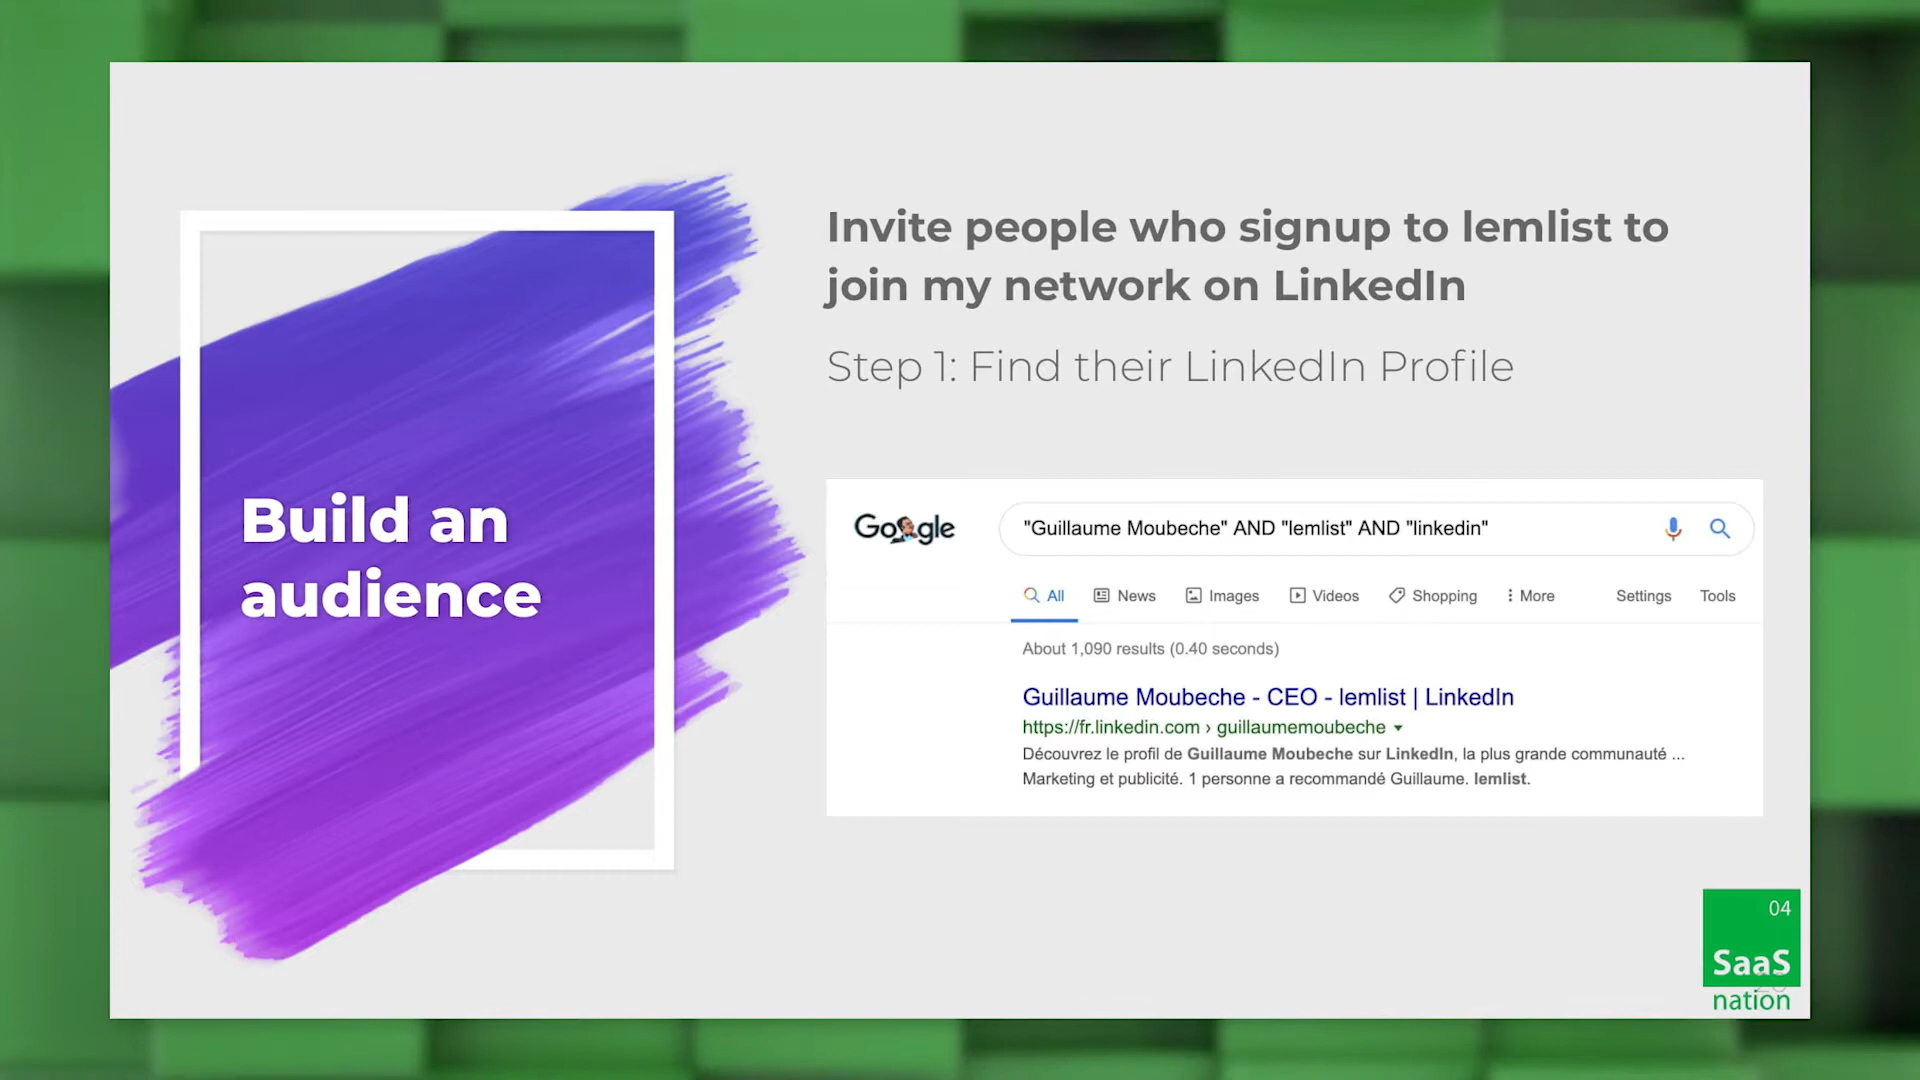 Build an
audience
Invite people who signup to lemlist to
join my network on LinkedIn
Step 1: Find their LinkedIn Profile
Google
"Guillaume Moubeche" AND "lemlist" AND "linkedin"
All News Images Videos Shopping More Settings Tools
About 1,090 results (0.40 seconds)
Guillaume Moubeche - CEO - lemlist | LinkedIn
https://fr.linkedin.com › guillaumemoubeche
Découvrez le profil de Guillaume Moubeche sur LinkedIn, la plus grande communauté ...
Marketing et publicité. 1 personne a recommandé Guillaume. lemlist.
04
SaaS
nation